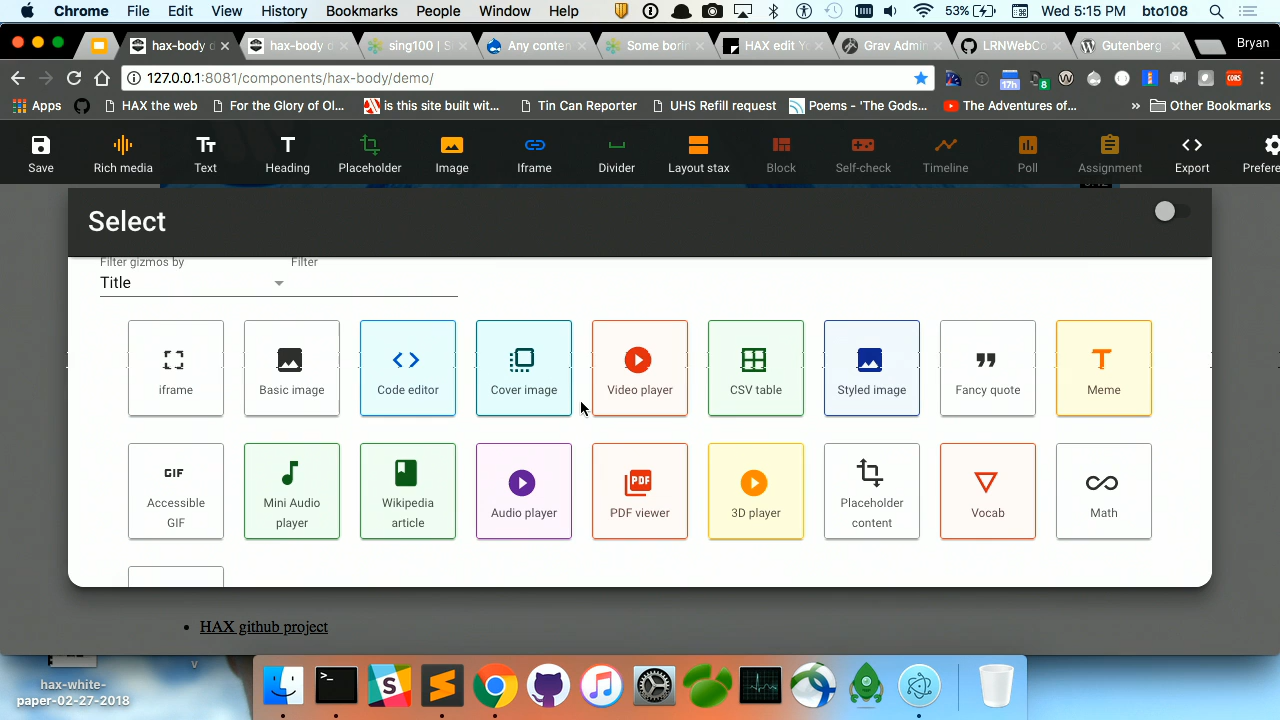 Chrome File Edit View History Bookmarks People Window Help 53% Wed 5:15 PM bto108
hax-body d hax-body d sing100 | S Any conten Some borin HAX edit Yo Grav Admin LRNWebCo Gutenberg Bryan
127.0.0.1:8081/components/hax-body/demo/ 17h 8 CORS
Apps HAX the web For the Glory of Ol... is this site built wit... Tin Can Reporter UHS Refill request Poems - 'The Gods... The Adventures of... » Other Bookmarks
Save Rich media Text Heading Placeholder Image Iframe Divider Layout stax Block Self-check Timeline Poll Assignment Export Prefere
Select
Filter gizmos by Filter
Title
iframe Basic image Code editor Cover image Video player CSV table Styled image Fancy quote Meme
GIF PDF
Accessible GIF Mini Audio player Wikipedia article Audio player PDF viewer 3D player Placeholder content Vocab Math
HAX github project
hax-white-
paper-02-27-2018